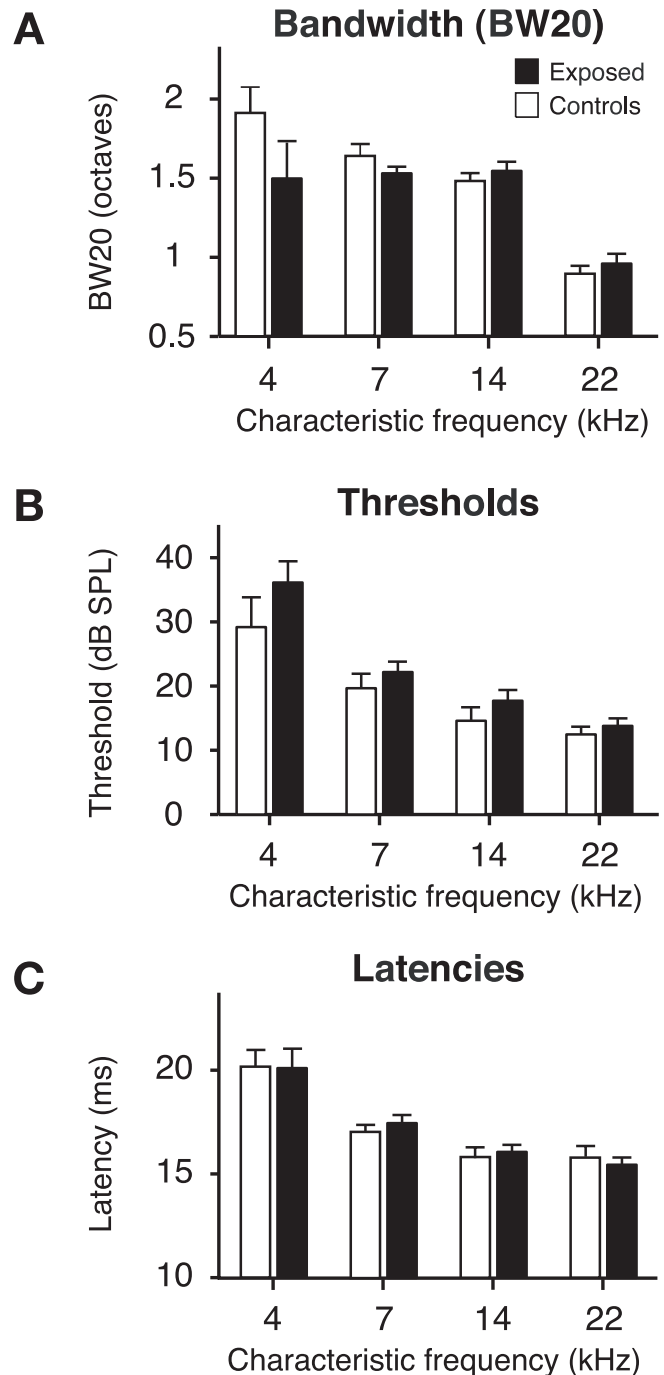 A
Bandwidth (BW20)
Exposed
Controls
BW20 (octaves)
2
1.5
1
0.5
4 7 14 22
Characteristic frequency (kHz)
B
Thresholds
Threshold (dB SPL)
40
30
20
10
0
4 7 14 22
Characteristic frequency (kHz)
C
Latencies
Latency (ms)
20
15
10
4 7 14 22
Characteristic frequency (kHz)